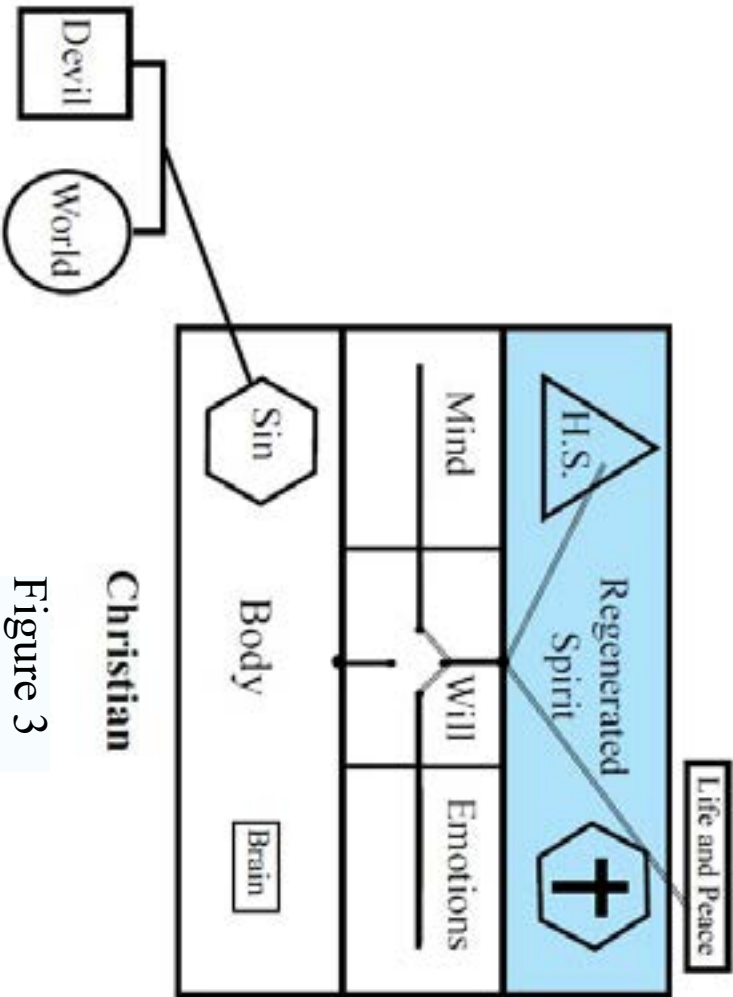 Life and Peace
H.S.
Regenerated
Spirit
Mind
Will
Emotions
Sin
Body
Brain
Devil
World
Christian
Figure 3